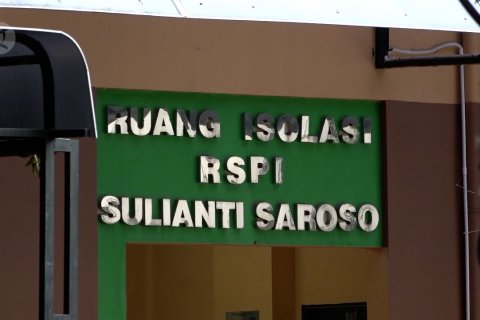 RUANG ISOLASI
RSPI
SULIANTI SAROSO